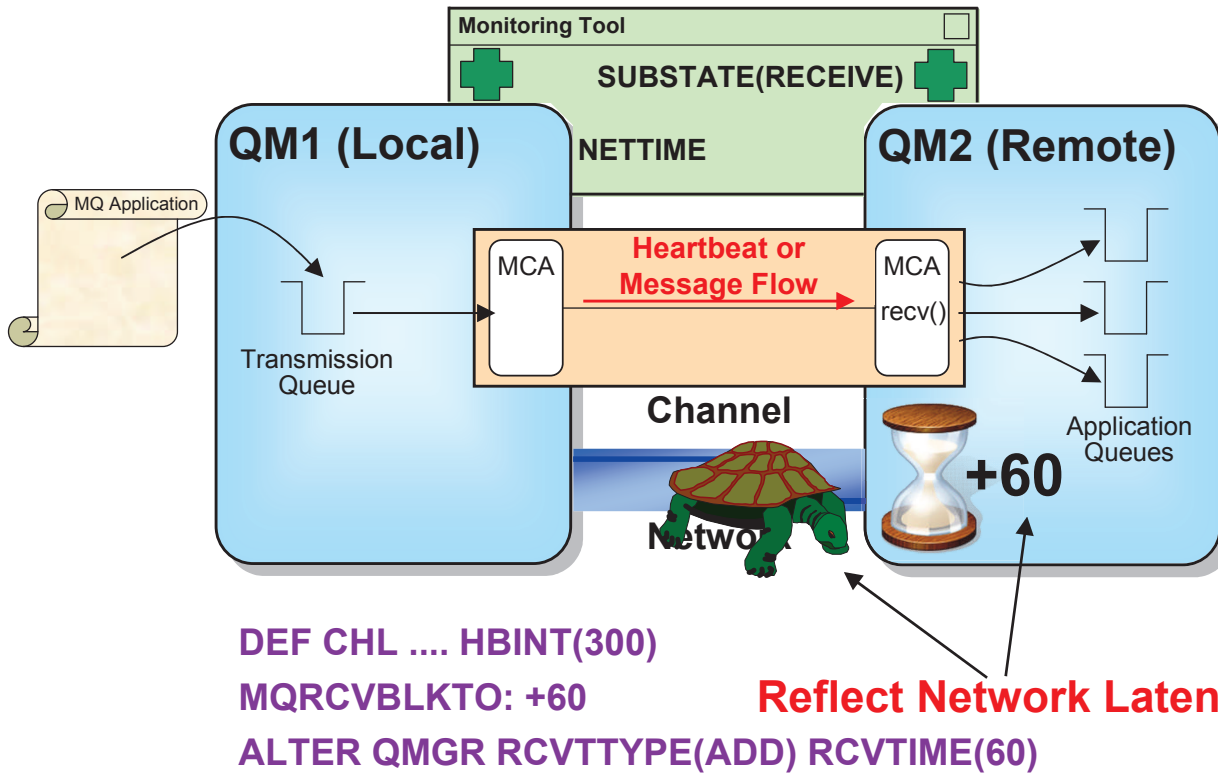 Monitoring Tool
SUBSTATE(RECEIVE)
NETTIME
QM1 (Local)
QM2 (Remote)
MQ Application
MCA
Heartbeat or
Message Flow
MCA
recv()
Transmission
Queue
Channel
Application
Queues
+60
Network
DEF CHL .... HBINT(300)
MQRCVBLKTO: +60
Reflect Network Laten
ALTER QMGR RCVTTYPE(ADD) RCVTIME(60)